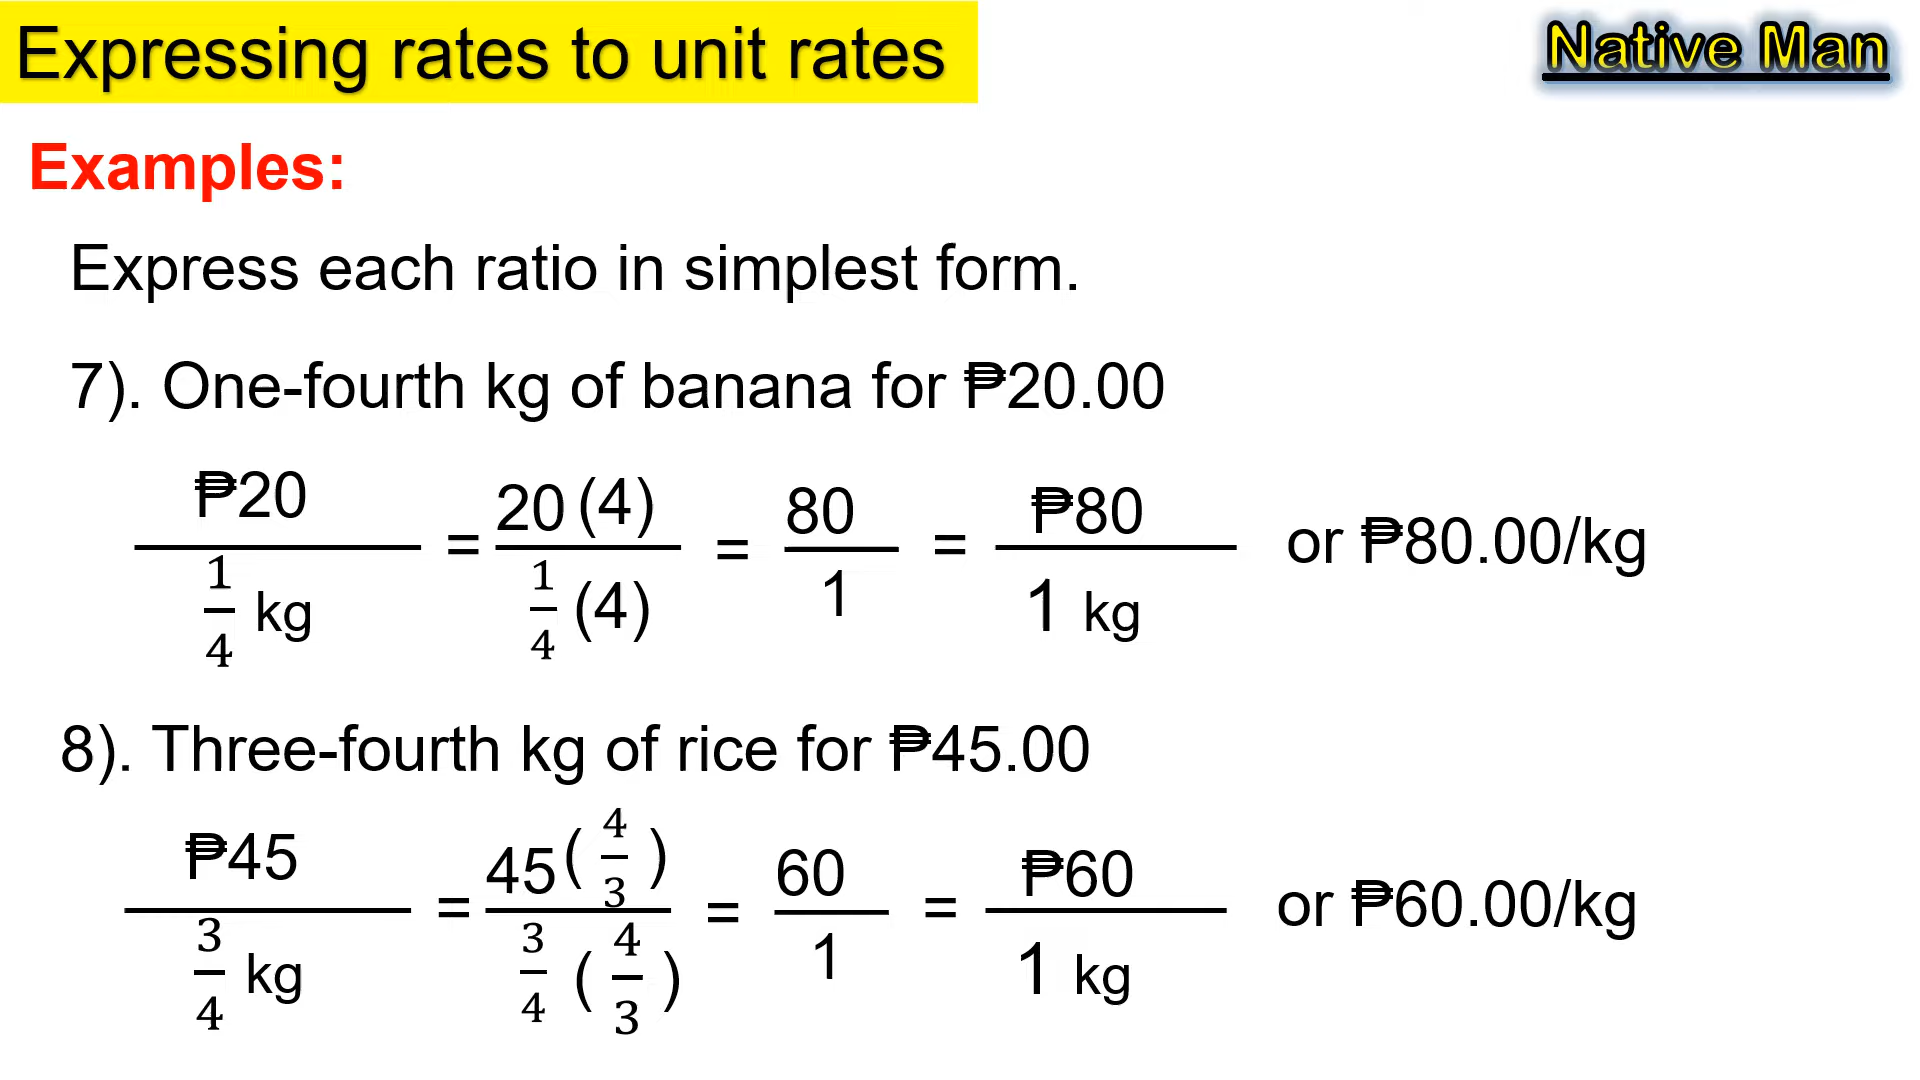 Expressing rates to unit rates
Native Man
Examples:
Express each ratio in simplest form.
7). One-fourth kg of banana for ₱20.00
₱20 / 1/4 kg = 20 (4) / 1/4 (4) = 80 / 1 = ₱80 / 1 kg or ₱80.00/kg
8). Three-fourth kg of rice for ₱45.00
₱45 / 3/4 kg = 45 (4/3) / 3/4 (4/3) = 60 / 1 = ₱60 / 1 kg or ₱60.00/kg